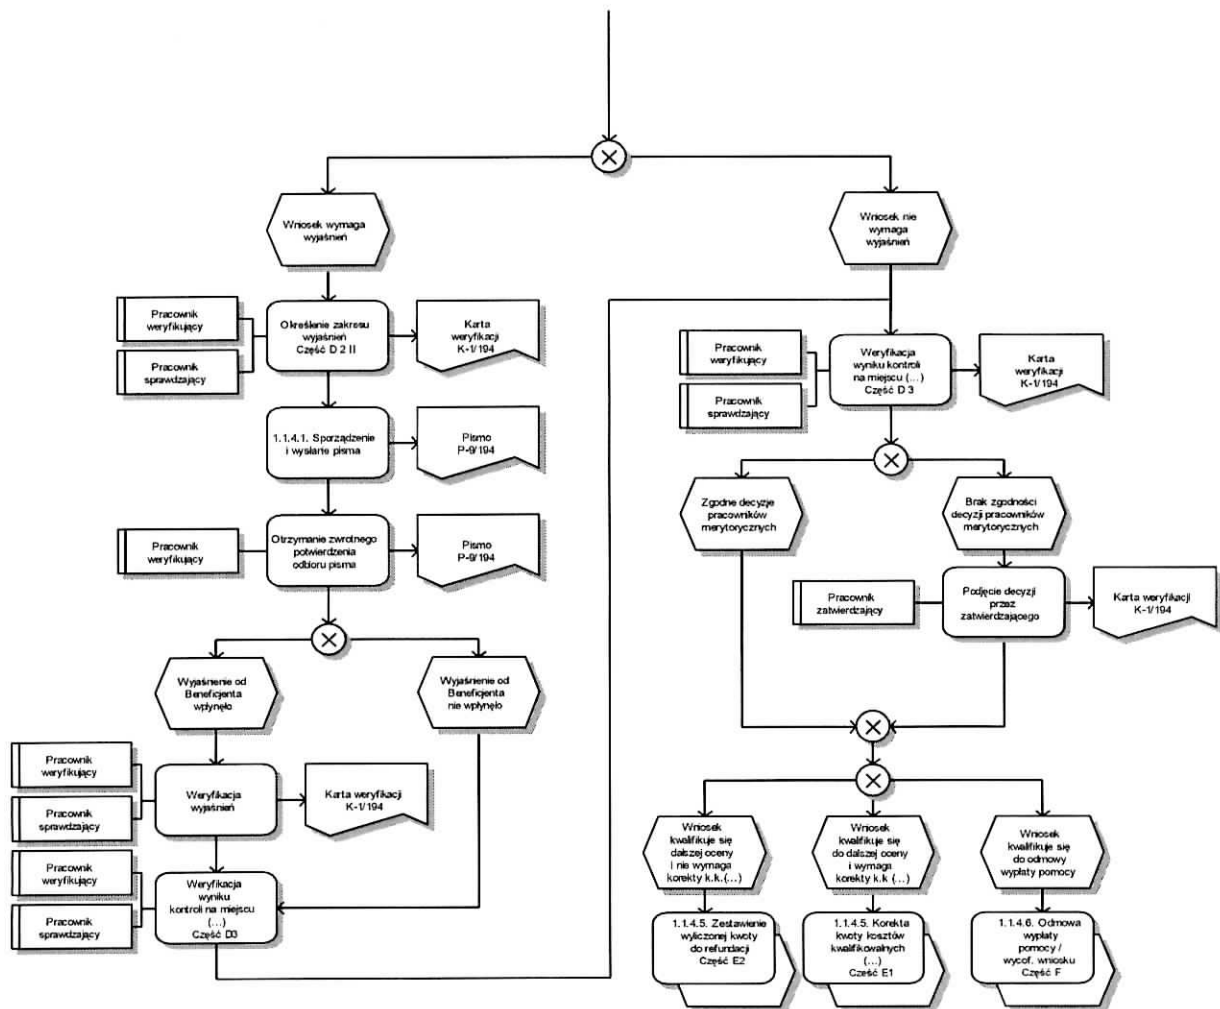 Wniosek wymaga
wyjaśnień
Wniosek nie
wymaga
wyjaśnień
Pracownik
weryfikujący
Pracownik
sprawdzający
Określenie zakresu
wyjaśnień
Część D 2 II
Karta
weryfikacji
K-1/194
Pracownik
weryfikujący
Pracownik
sprawdzający
Weryfikacja
wyniku kontroli
na miejscu (...)
Część D 3
Karta
weryfikacji
K-1/194
1.1.4.1. Sporządzenie
i wysłanie pisma
Pismo
P-9/194
Zgodne decyzje
pracowników
merytorycznych
Brak zgodności
decyzji pracowników
merytorycznych
Pracownik
weryfikujący
Otrzymanie zwrotnego
potwierdzenia
odbioru pisma
Pismo
P-9/194
Pracownik
zatwierdzający
Podjęcie decyzji
przez
zatwierdzającego
Karta weryfikacji
K-1/194
Wyjaśnienie od
Beneficjenta
wpłynęło
Wyjaśnienie od
Beneficjenta
nie wpłynęło
Pracownik
weryfikujący
Pracownik
sprawdzający
Weryfikacja
wyjaśnień
Karta weryfikacji
K-1/194
Pracownik
weryfikujący
Pracownik
sprawdzający
Weryfikacja
wyniku
kontroli na miejscu
(...)
Część D3
Wniosek
kwalifikuje się
dalszej oceny
i nie wymaga
korekty k.k.(...)
Wniosek
kwalifikuje się
do dalszej oceny
i wymaga
korekty k.k. (...)
Wniosek
kwalifikuje się
do odmowy
wypłaty pomocy
1.1.4.5. Zestawienie
wyliczonej kwoty
do refundacji
Część E2
1.1.4.5. Korekta
kwoty kosztów
kwalifikowalnych
(...)
Cześć E1
1.1.4.6. Odmowa
wypłaty
pomocy /
wycof. wniosku
Część F